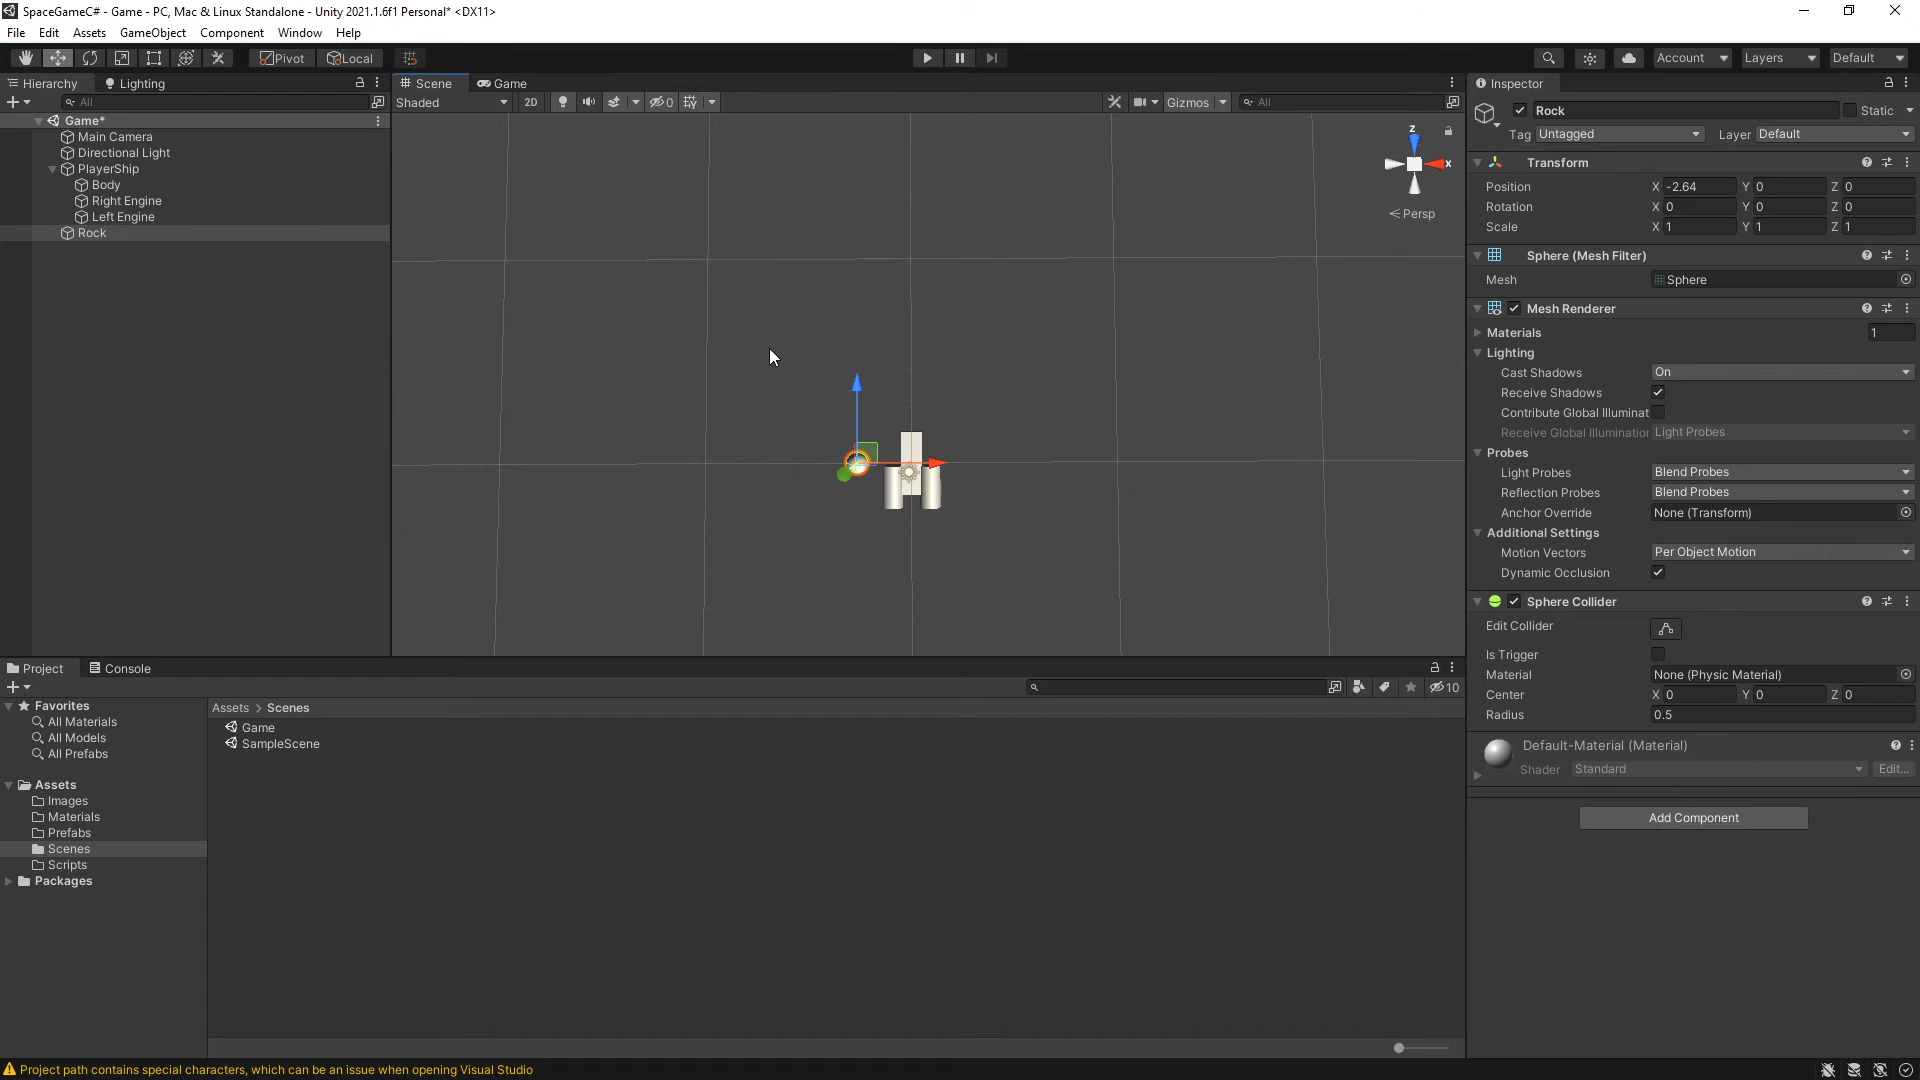 SpaceGameC# - Game - PC, Mac & Linux Standalone - Unity 2021.1.6f1 Personal* <DX11>
File Edit Assets GameObject Component Window Help
Pivot Local Account Layers Default
Hierarchy Lighting
All
Game*
Main Camera
Directional Light
PlayerShip
Body
Right Engine
Left Engine
Rock
Scene Game
Shaded 2D 0 Gizmos All
z
x
Persp
Inspector
Rock Static
Tag Untagged Layer Default
Transform
Position X -2.64 Y 0 Z 0
Rotation X 0 Y 0 Z 0
Scale X 1 Y 1 Z 1
Sphere (Mesh Filter)
Mesh Sphere
Mesh Renderer
Materials 1
Lighting
Cast Shadows On
Receive Shadows
Contribute Global Illuminat
Receive Global Illumination Light Probes
Probes
Light Probes Blend Probes
Reflection Probes Blend Probes
Anchor Override None (Transform)
Additional Settings
Motion Vectors Per Object Motion
Dynamic Occlusion
Sphere Collider
Edit Collider
Is Trigger
Material None (Physic Material)
Center X 0 Y 0 Z 0
Radius 0.5
Default-Material (Material)
Shader Standard Edit...
Add Component
Project Console
10
Favorites
All Materials
All Models
All Prefabs
Assets
Images
Materials
Prefabs
Scenes
Scripts
Packages
Assets > Scenes
Game
SampleScene
Project path contains special characters, which can be an issue when opening Visual Studio